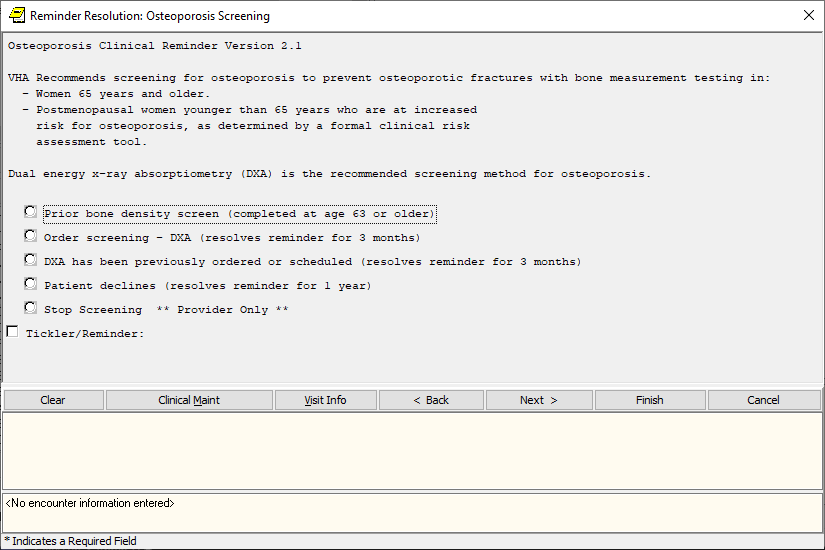 Reminder Resolution: Osteoporosis Screening
Osteoporosis Clinical Reminder Version 2.1
VHA Recommends screening for osteoporosis to prevent osteoporotic fractures with bone measurement testing in:
- Women 65 years and older.
- Postmenopausal women younger than 65 years who are at increased
risk for osteoporosis, as determined by a formal clinical risk
assessment tool.
Dual energy x-ray absorptiometry (DXA) is the recommended screening method for osteoporosis.
Prior bone density screen (completed at age 63 or older)
Order screening - DXA (resolves reminder for 3 months)
DXA has been previously ordered or scheduled (resolves reminder for 3 months)
Patient declines (resolves reminder for 1 year)
Stop Screening ** Provider Only **
Tickler/Reminder:
Clear Clinical Maint Visit Info < Back Next > Finish Cancel
<No encounter information entered>
* Indicates a Required Field